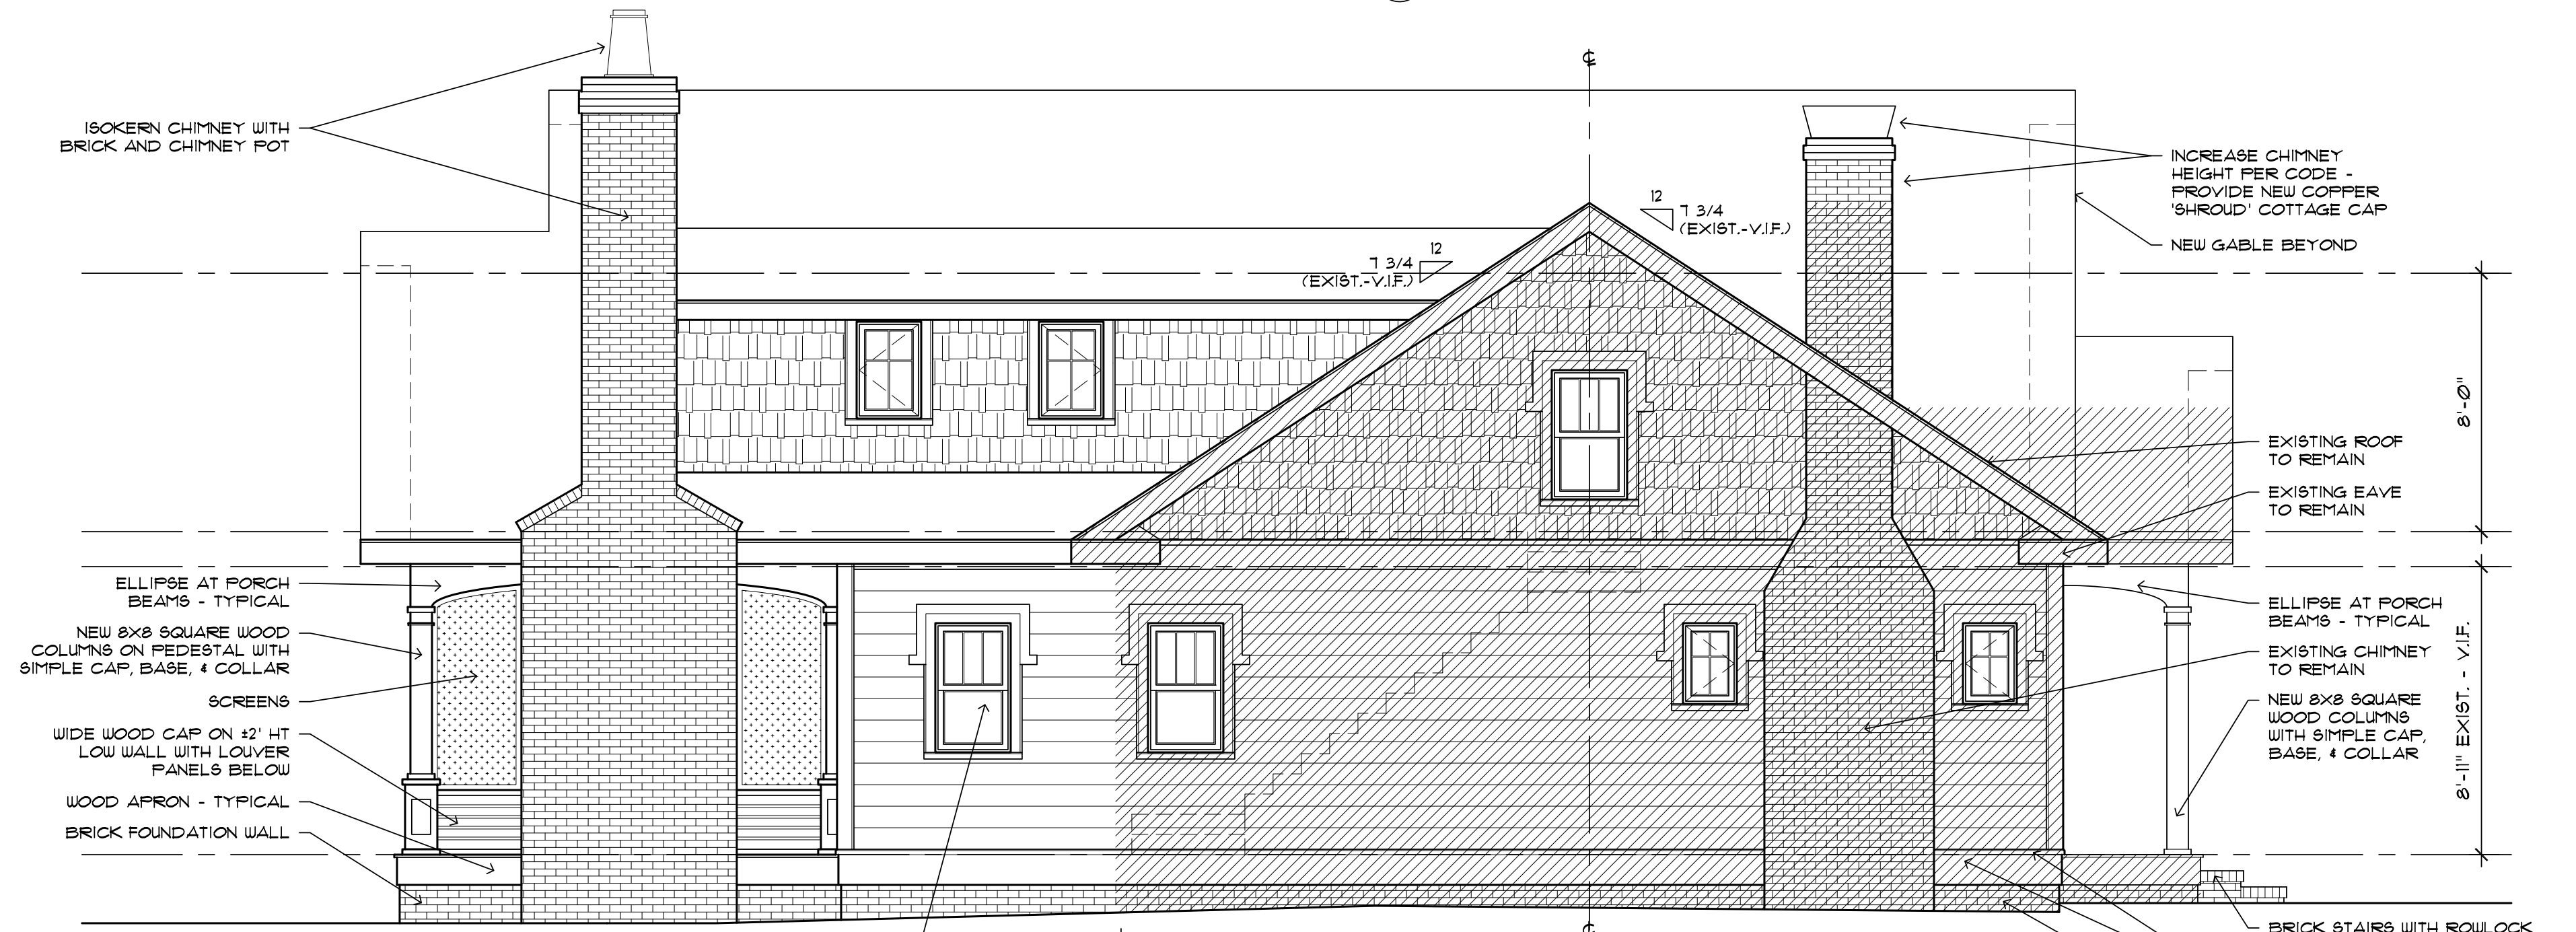 ℄
ISOKERN CHIMNEY WITH
BRICK AND CHIMNEY POT
ELLIPSE AT PORCH
BEAMS - TYPICAL
NEW 8X8 SQUARE WOOD
COLUMNS ON PEDESTAL WITH
SIMPLE CAP, BASE, & COLLAR
SCREENS
WIDE WOOD CAP ON ±2' HT
LOW WALL WITH LOUVER
PANELS BELOW
WOOD APRON - TYPICAL
BRICK FOUNDATION WALL
12
7 3/4
(EXIST.-V.I.F.)
12
7 3/4
(EXIST.-V.I.F.)
INCREASE CHIMNEY
HEIGHT PER CODE -
PROVIDE NEW COPPER
'SHROUD' COTTAGE CAP
NEW GABLE BEYOND
EXISTING ROOF
TO REMAIN
EXISTING EAVE
TO REMAIN
ELLIPSE AT PORCH
BEAMS - TYPICAL
EXISTING CHIMNEY
TO REMAIN
NEW 8X8 SQUARE
WOOD COLUMNS
WITH SIMPLE CAP,
BASE, & COLLAR
BRICK STAIRS WITH ROWLOCK
8'-0"
8'-11" EXIST. - V.I.F.
℄